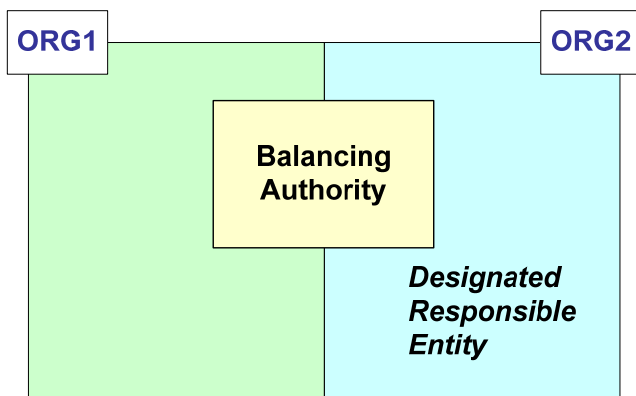 ORG1
ORG2
Balancing
Authority
Designated
Responsible
Entity